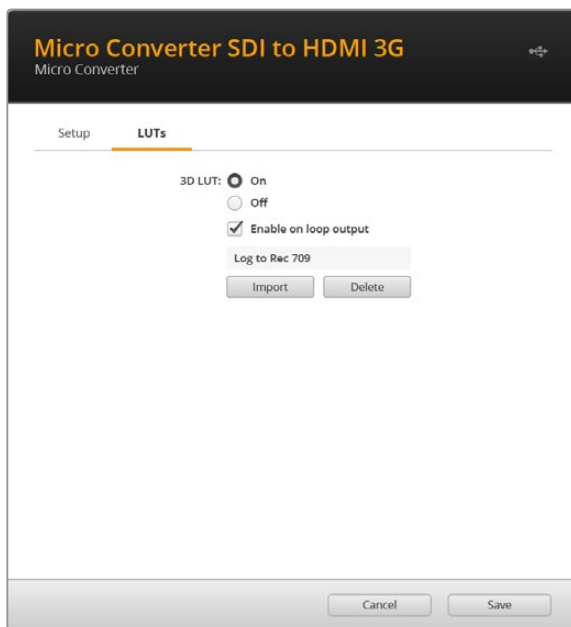 Micro Converter SDI to HDMI 3G
Micro Converter
Setup LUTs
3D LUT: On
Off
Enable on loop output
Log to Rec 709
Import Delete
Cancel Save